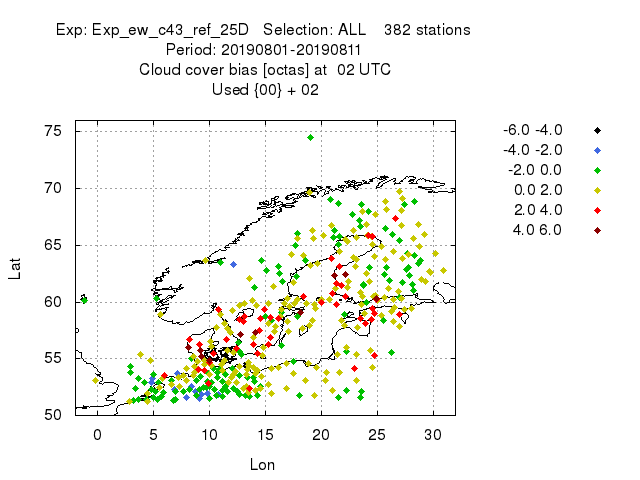 Exp: Exp_ew_c43_ref_25D   Selection: ALL    382 stations
Period: 20190801-20190811
Cloud cover bias [octas] at  02 UTC
Used {00} + 02
-6.0 -4.0
-4.0 -2.0
-2.0 0.0
0.0 2.0
2.0 4.0
4.0 6.0
75
70
65
60
55
50
Lat
0 5 10 15 20 25 30
Lon